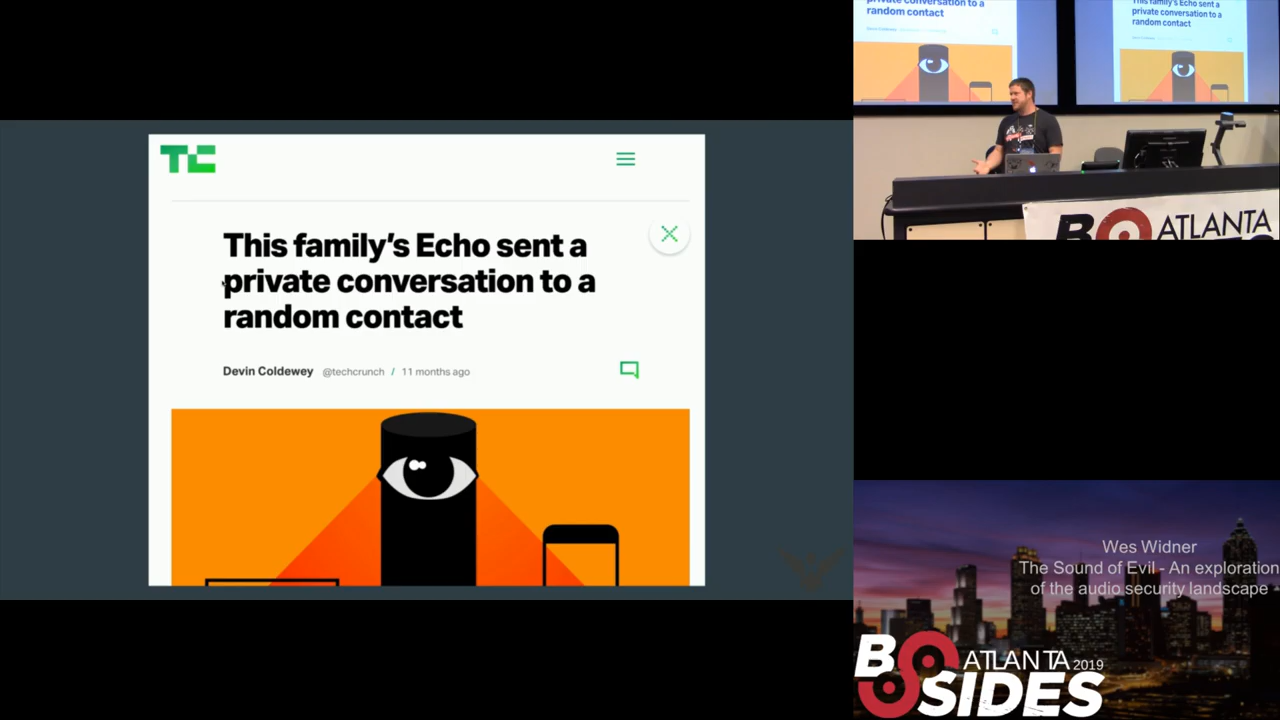 TC
This family's Echo sent a
private conversation to a
random contact
Devin Coldewey @techcrunch / 11 months ago
private conversation to a
random contact
This family's Echo sent a
private conversation to a
random contact
BO ATLANTA
Wes Widner
The Sound of Evil - An exploration
of the audio security landscape
B ATLANTA 2019
SIDES